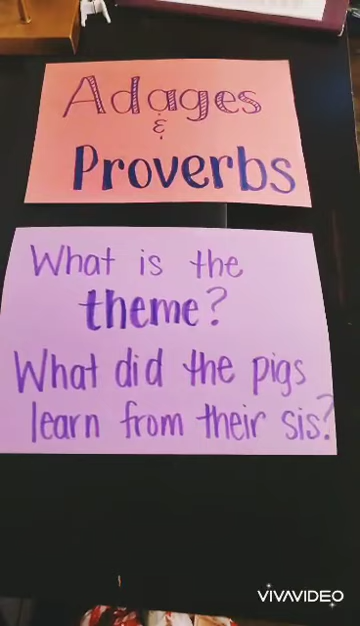 Adages
&
Proverbs
What is the
theme?
What did the pigs
learn from their sis?
VIVAVIDEO